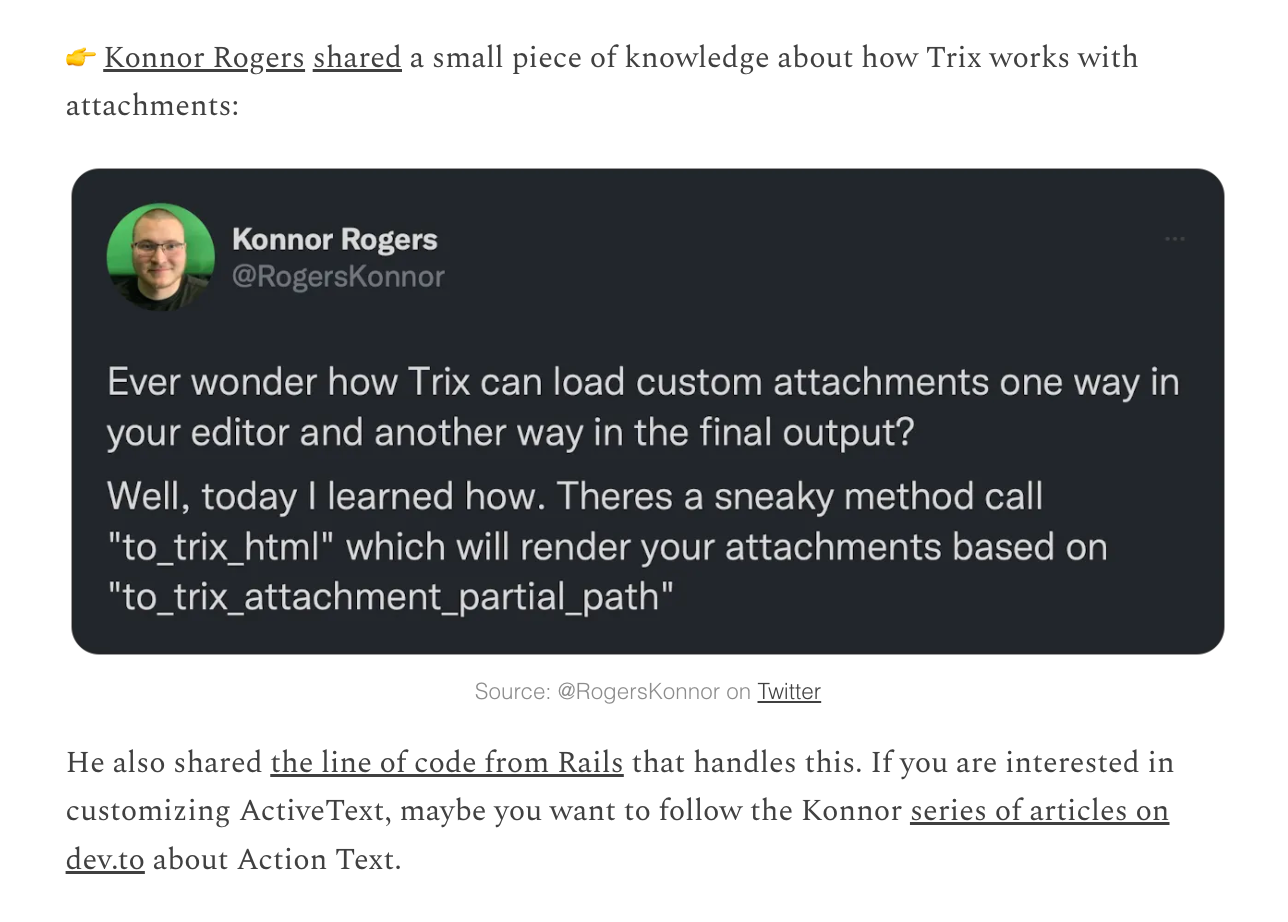 👉 Konnor Rogers shared a small piece of knowledge about how Trix works with
attachments:
Konnor Rogers
@RogersKonnor
Ever wonder how Trix can load custom attachments one way in
your editor and another way in the final output?
Well, today I learned how. Theres a sneaky method call
"to_trix_html" which will render your attachments based on
"to_trix_attachment_partial_path"
Source: @RogersKonnor on Twitter
He also shared the line of code from Rails that handles this. If you are interested in
customizing ActiveText, maybe you want to follow the Konnor series of articles on
dev.to about Action Text.